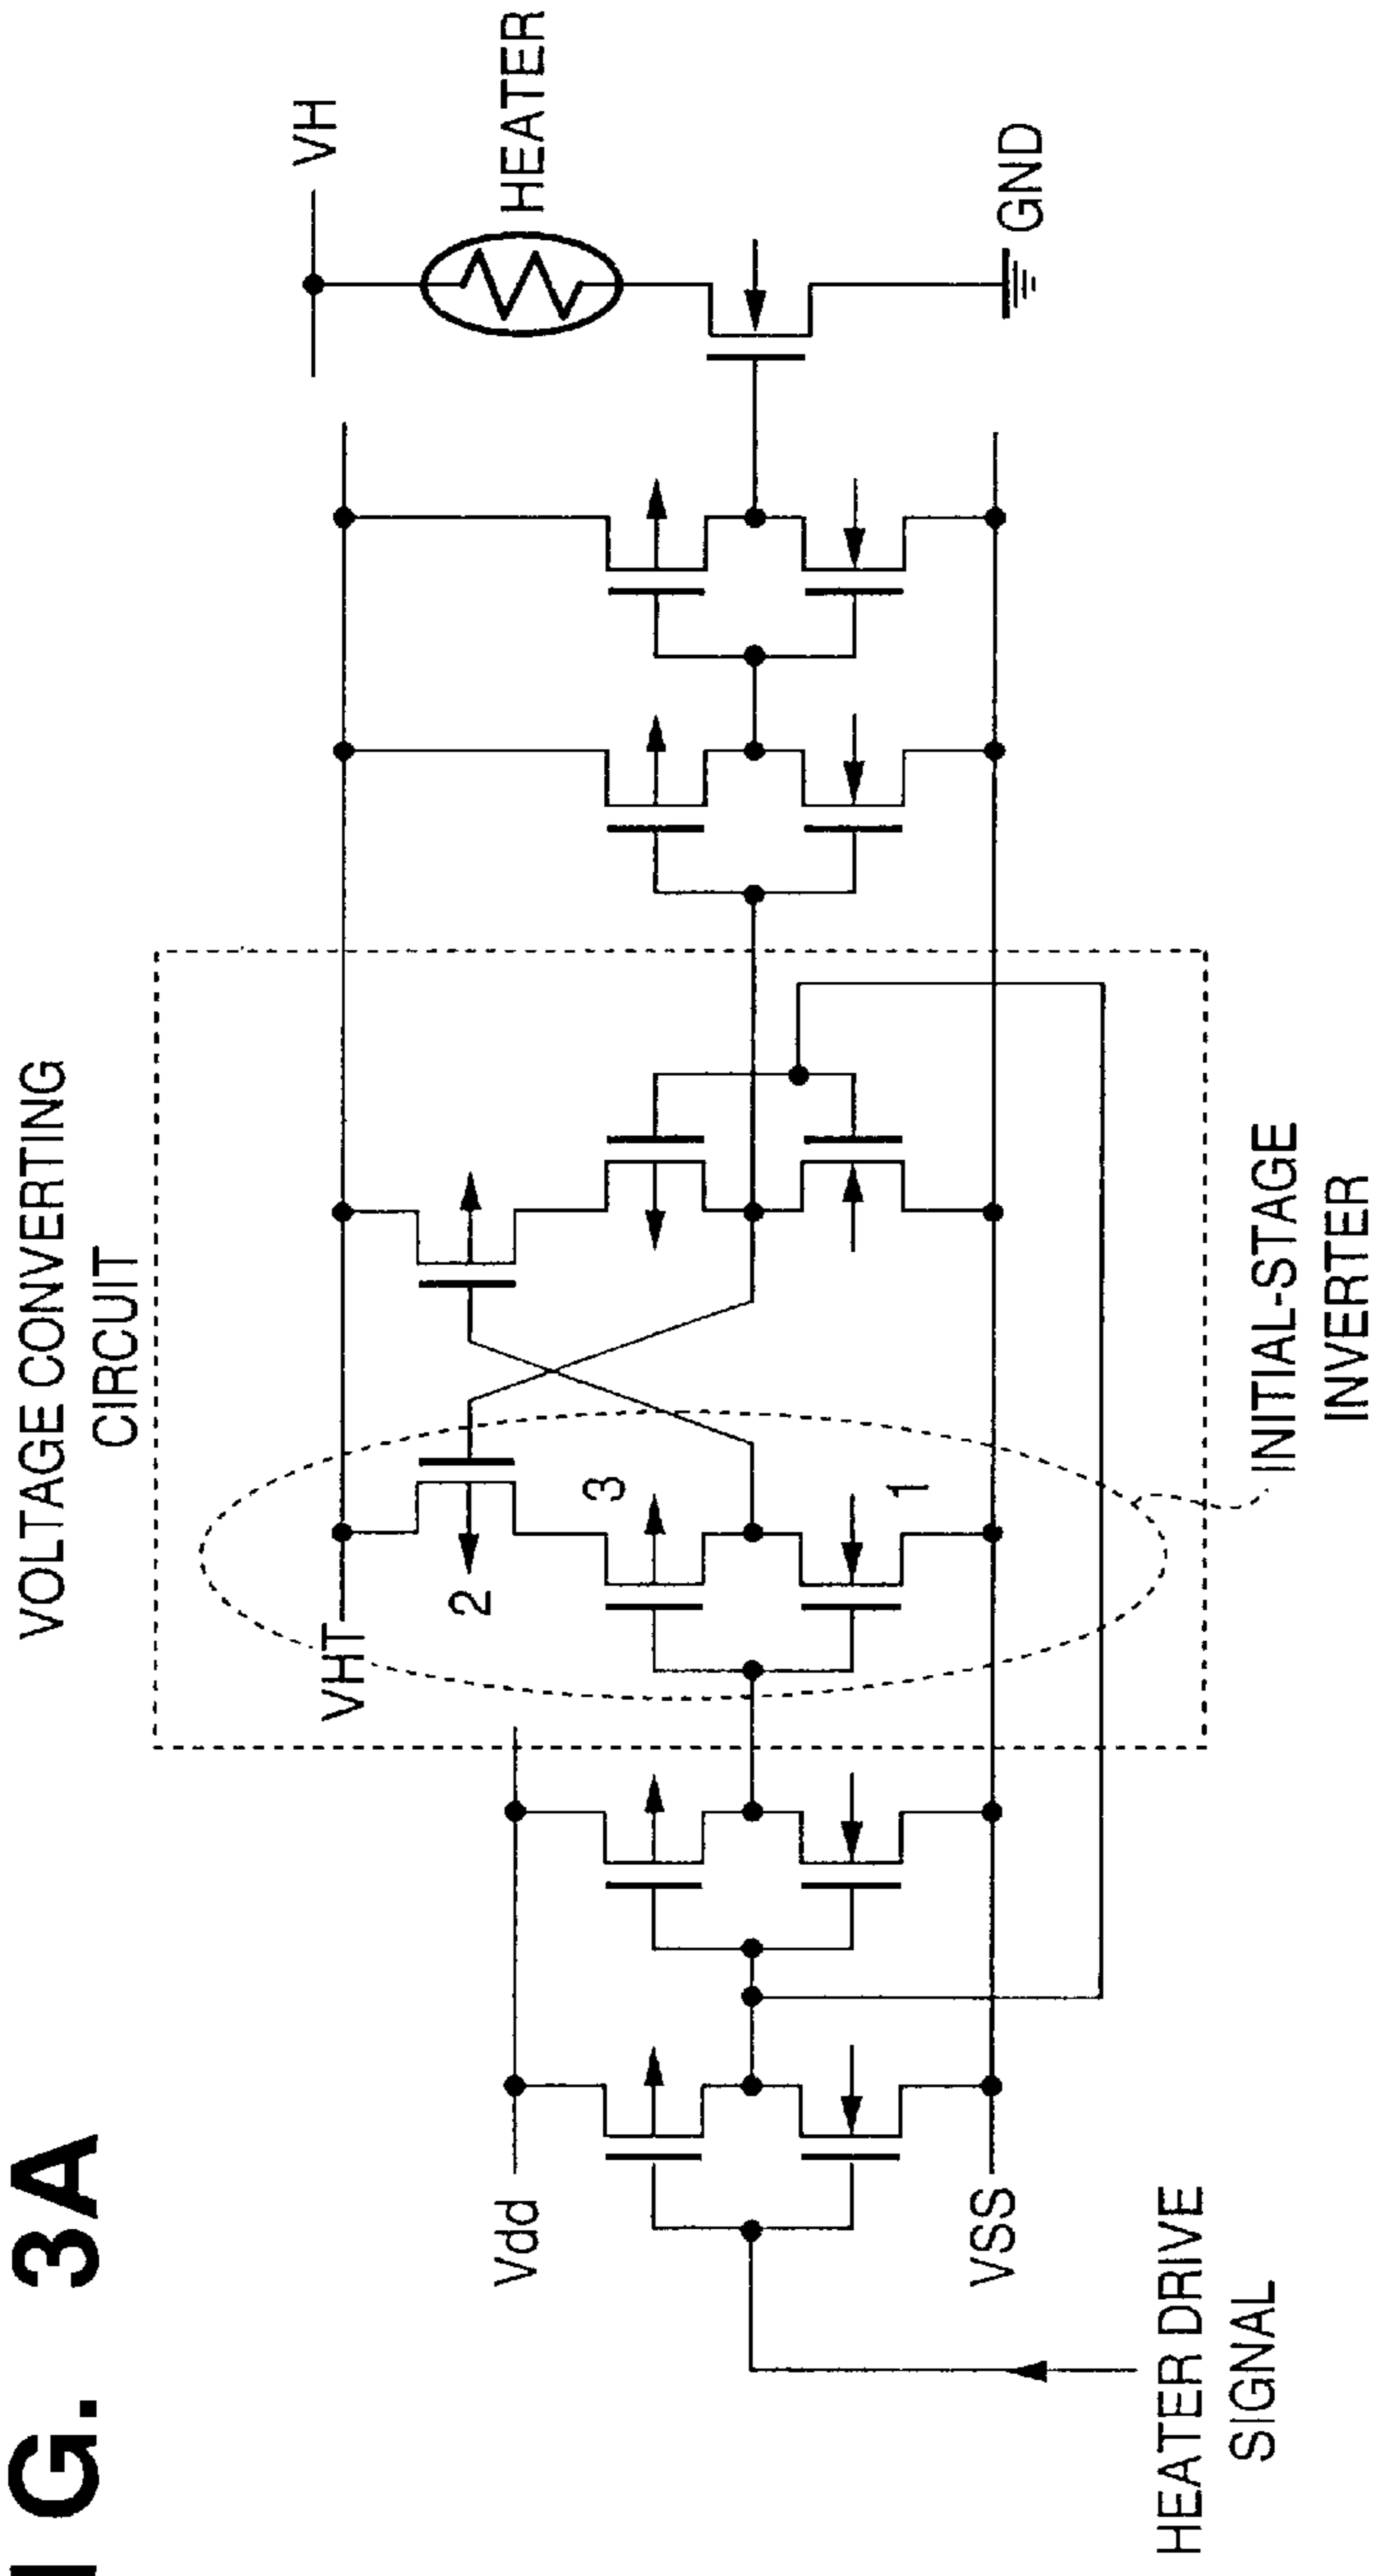 IG. 3A
VOLTAGE CONVERTING
CIRCUIT
VH
HEATER
VHT
Vdd
2
3
1
GND
VSS
HEATER DRIVE
SIGNAL
INITIAL-STAGE
INVERTER